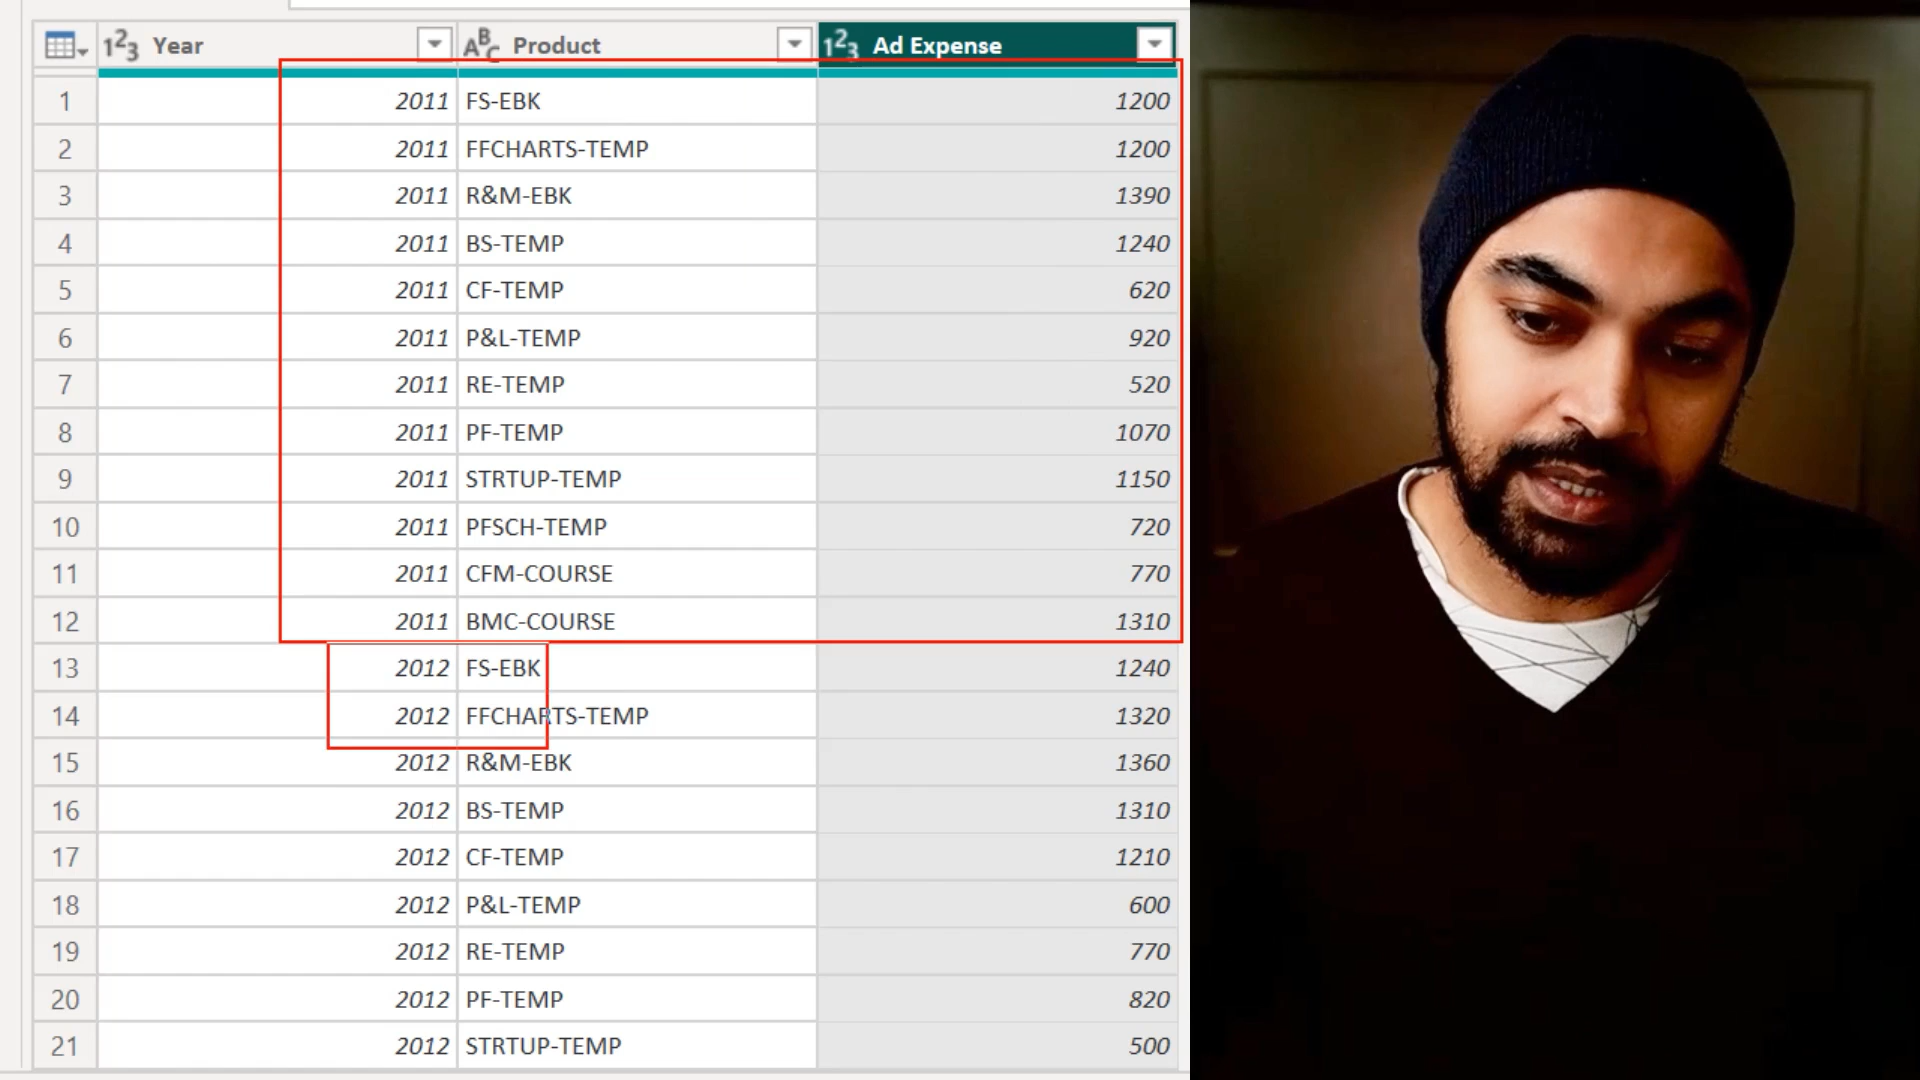 1²3 Year ABC Product 1²3 Ad Expense
1 2011 FS-EBK 1200
2 2011 FFCHARTS-TEMP 1200
3 2011 R&M-EBK 1390
4 2011 BS-TEMP 1240
5 2011 CF-TEMP 620
6 2011 P&L-TEMP 920
7 2011 RE-TEMP 520
8 2011 PF-TEMP 1070
9 2011 STRTUP-TEMP 1150
10 2011 PFSCH-TEMP 720
11 2011 CFM-COURSE 770
12 2011 BMC-COURSE 1310
13 2012 FS-EBK 1240
14 2012 FFCHARTS-TEMP 1320
15 2012 R&M-EBK 1360
16 2012 BS-TEMP 1310
17 2012 CF-TEMP 1210
18 2012 P&L-TEMP 600
19 2012 RE-TEMP 770
20 2012 PF-TEMP 820
21 2012 STRTUP-TEMP 500